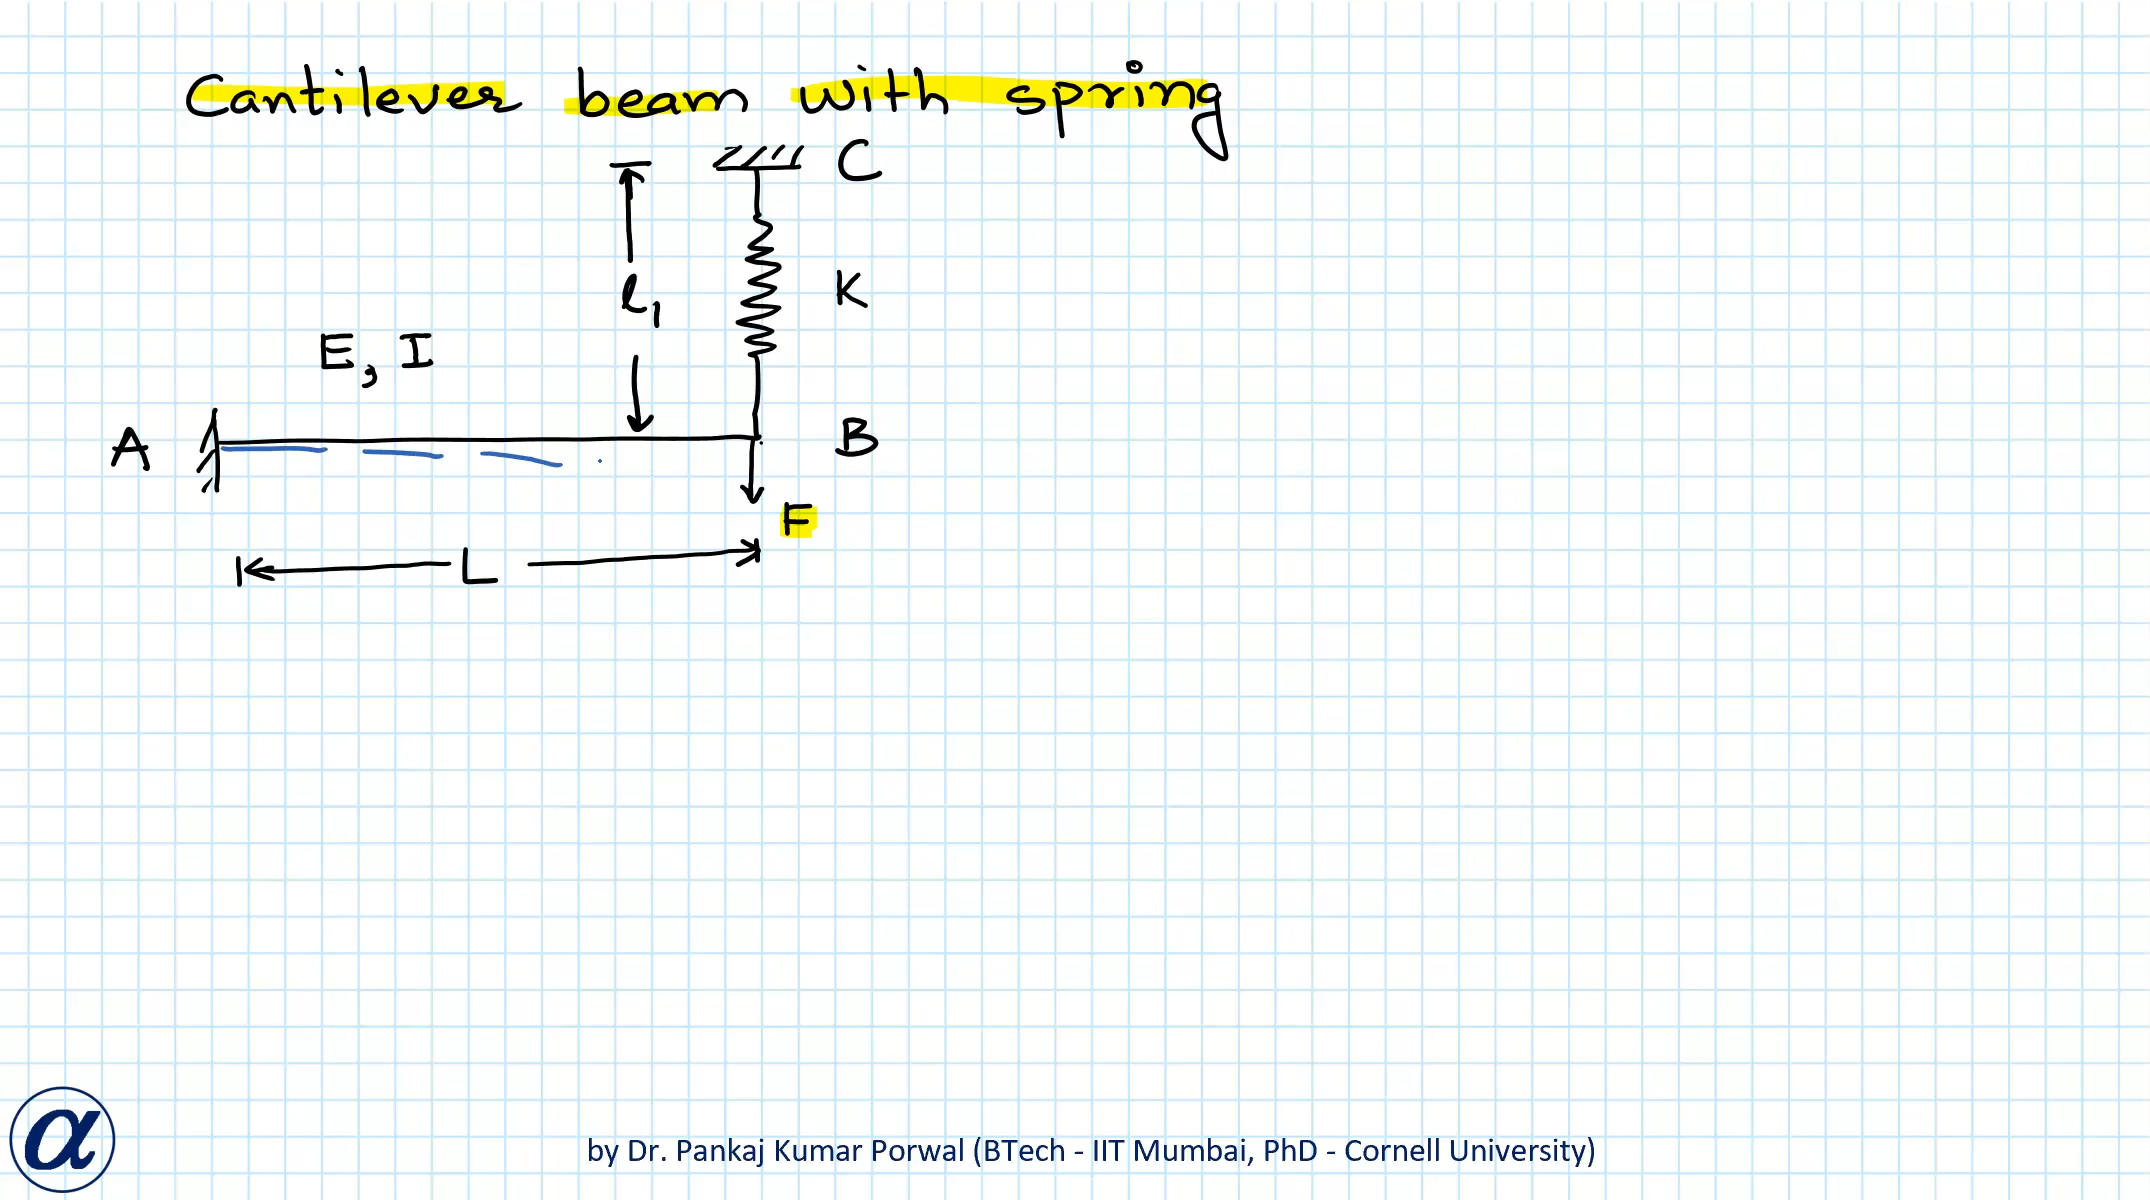 Cantilever beam with spring
C
l1
K
E, I
A
B
F
L
α
by Dr. Pankaj Kumar Porwal (BTech - IIT Mumbai, PhD - Cornell University)